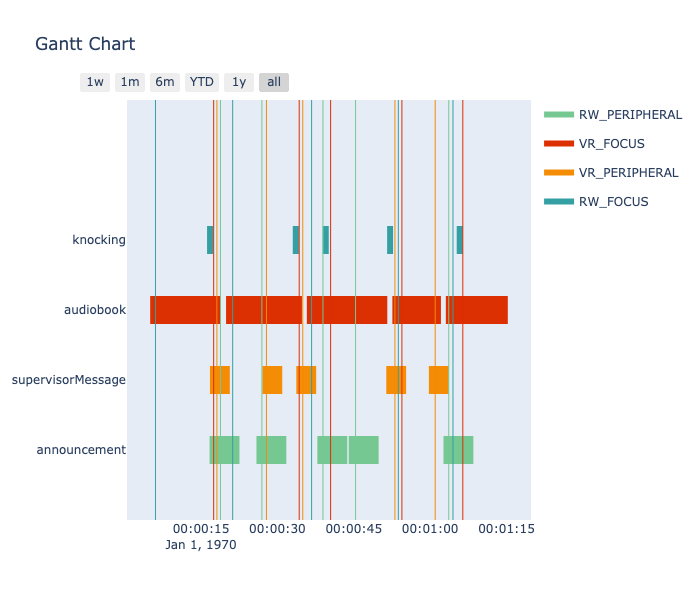 Gantt Chart
1w 1m 6m YTD 1y all
RW_PERIPHERAL
VR_FOCUS
VR_PERIPHERAL
RW_FOCUS
knocking
audiobook
supervisorMessage
announcement
00:00:15 00:00:30 00:00:45 00:01:00 00:01:15
Jan 1, 1970